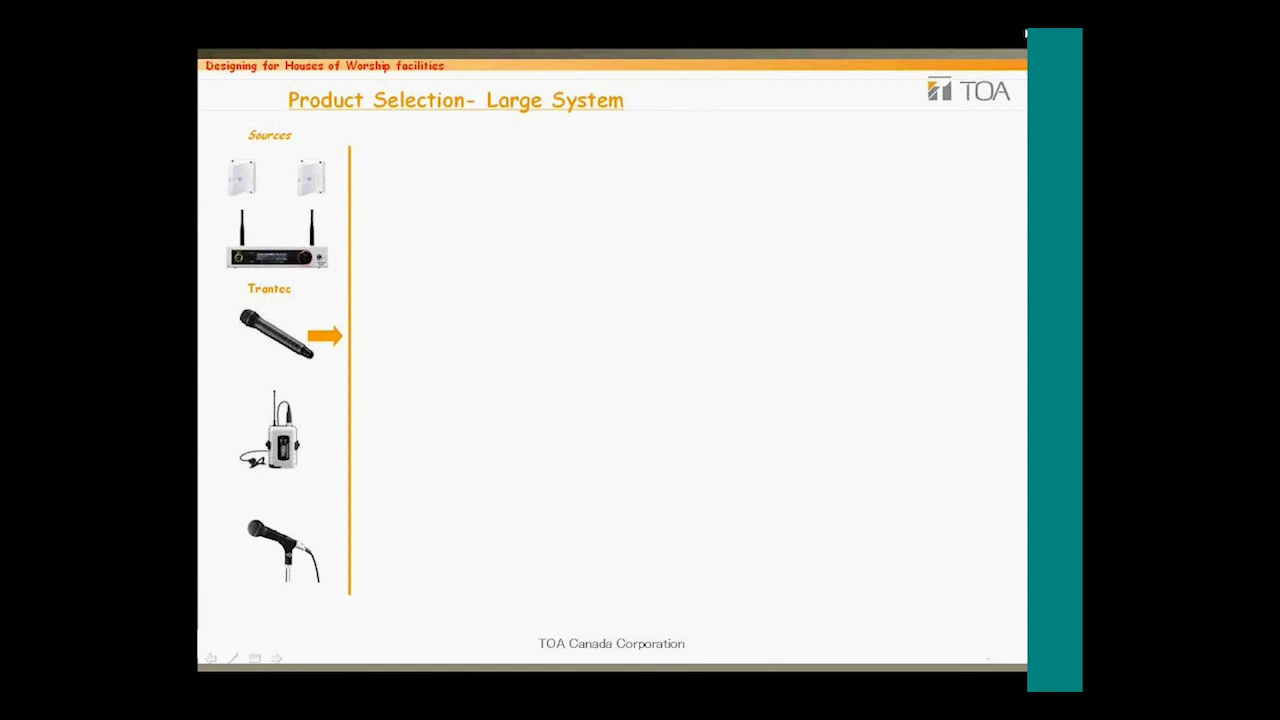 Designing for Houses of Worship facilities
Product Selection- Large System
TOA
Sources
Trantec
TOA Canada Corporation